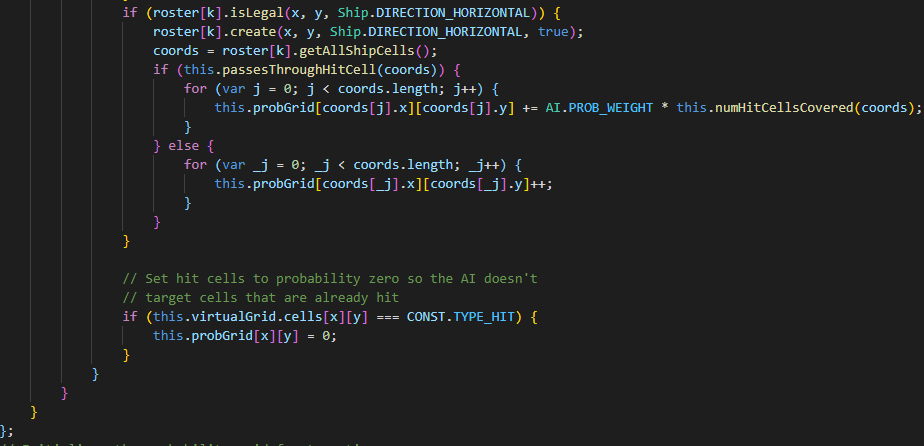 if (roster[k].isLegal(x, y, Ship.DIRECTION_HORIZONTAL)) {
roster[k].create(x, y, Ship.DIRECTION_HORIZONTAL, true);
coords = roster[k].getAllShipCells();
if (this.passesThroughHitCell(coords)) {
for (var j = 0; j < coords.length; j++) {
this.probGrid[coords[j].x][coords[j].y] += AI.PROB_WEIGHT * this.numHitCellsCovered(coords);
}
} else {
for (var _j = 0; _j < coords.length; _j++) {
this.probGrid[coords[_j].x][coords[_j].y]++;
}
}
}
// Set hit cells to probability zero so the AI doesn't
// target cells that are already hit
if (this.virtualGrid.cells[x][y] === CONST.TYPE_HIT) {
this.probGrid[x][y] = 0;
}
}
}
}
};